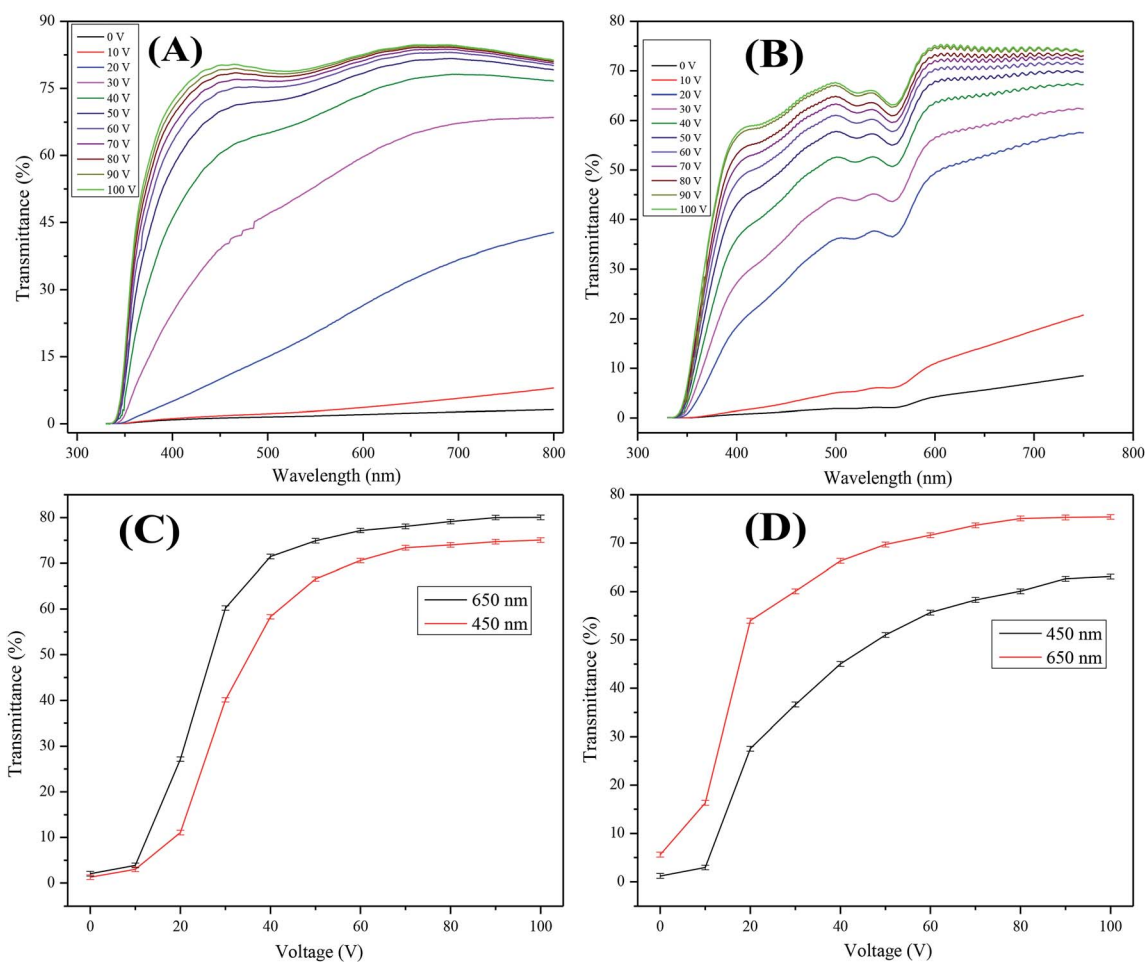 (A)
0 V
10 V
20 V
30 V
40 V
50 V
60 V
70 V
80 V
90 V
100 V
90
75
60
45
30
15
0
Transmittance (%)
300 400 500 600 700 800
Wavelength (nm)
(B)
0 V
10 V
20 V
30 V
40 V
50 V
60 V
70 V
80 V
90 V
100 V
80
70
60
50
40
30
20
10
0
Transmittance (%)
300 400 500 600 700 800
Wavelength (nm)
(C)
650 nm
450 nm
80
70
60
50
40
30
20
10
0
Transmittance (%)
0 20 40 60 80 100
Voltage (V)
(D)
450 nm
650 nm
80
70
60
50
40
30
20
10
0
Transmittance (%)
0 20 40 60 80 100
Voltage (V)